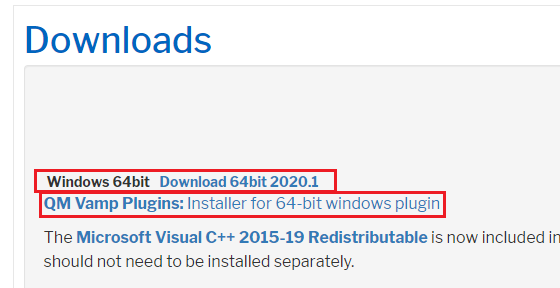 Downloads
Windows 64bit Download 64bit 2020.1
QM Vamp Plugins: Installer for 64-bit windows plugin
The Microsoft Visual C++ 2015-19 Redistributable is now included in
should not need to be installed separately.